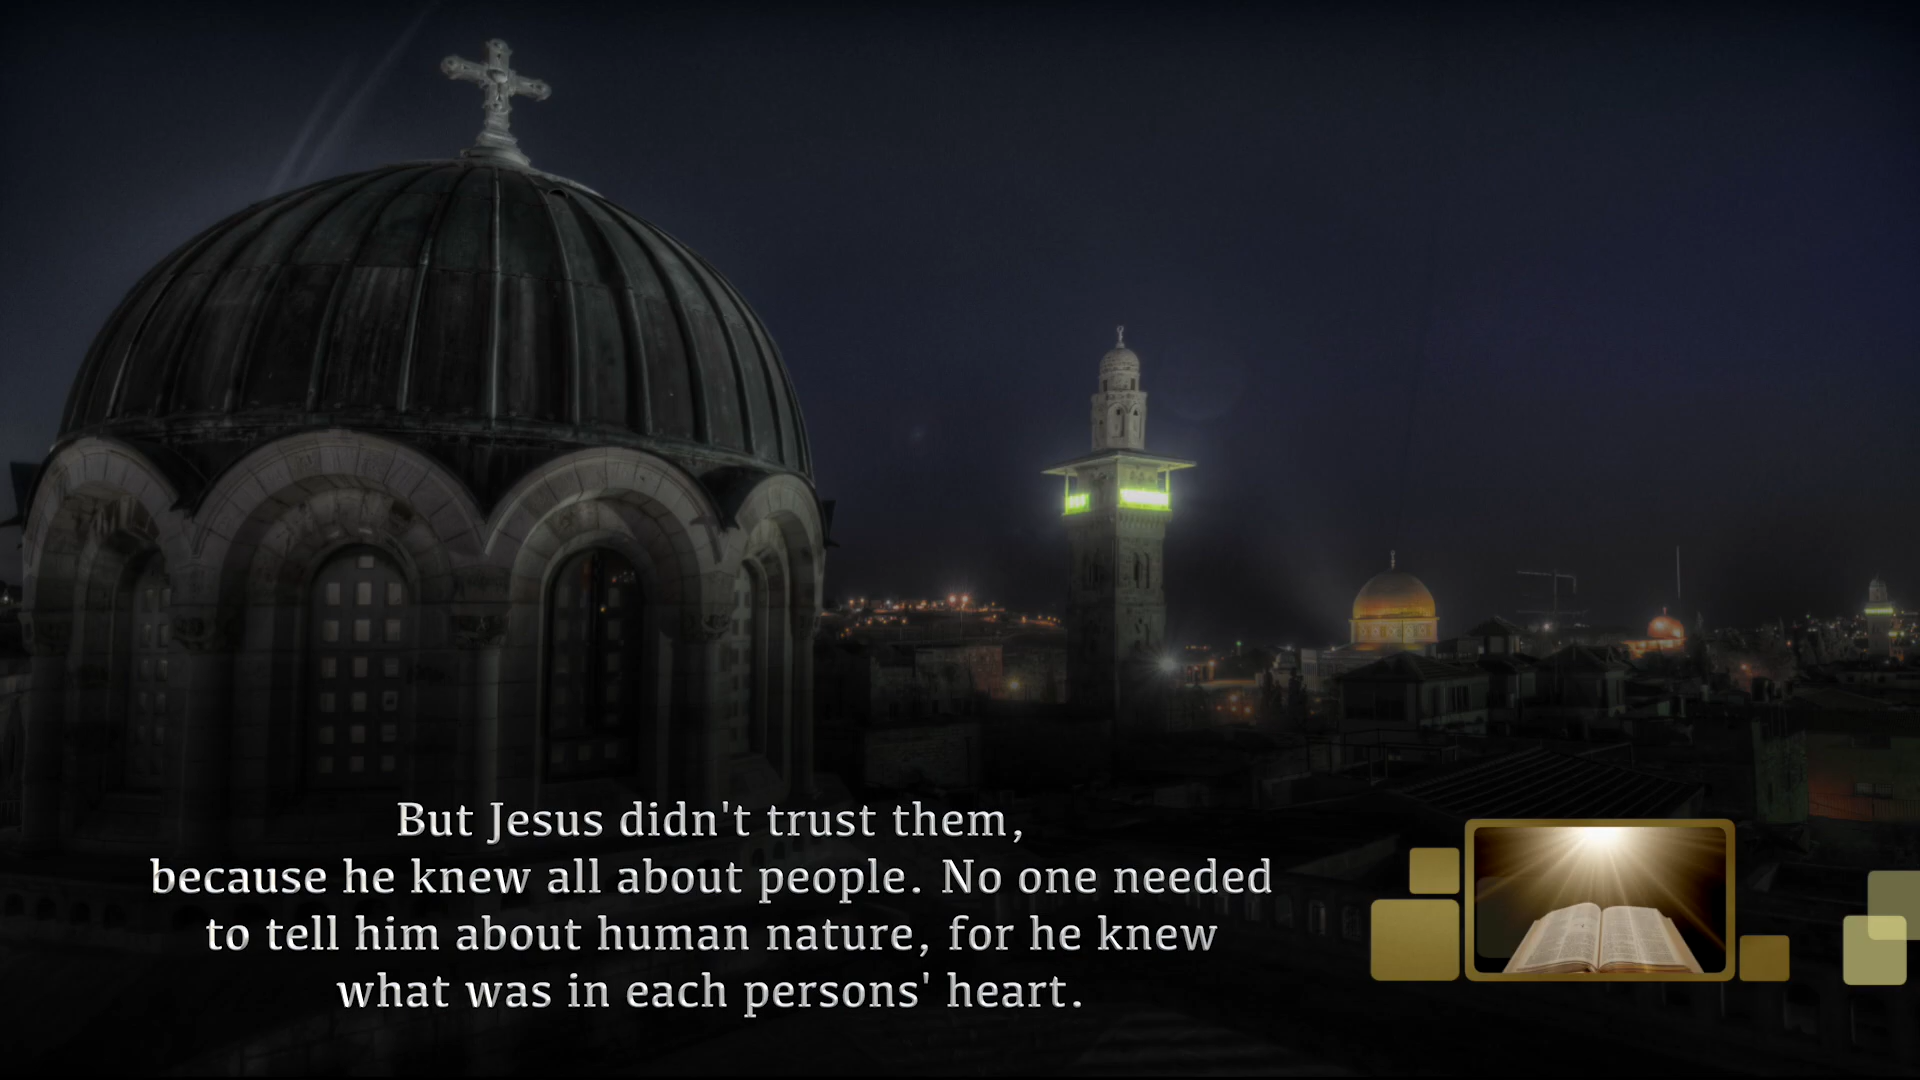 But Jesus didn't trust them,
because he knew all about people. No one needed
to tell him about human nature, for he knew
what was in each persons' heart.